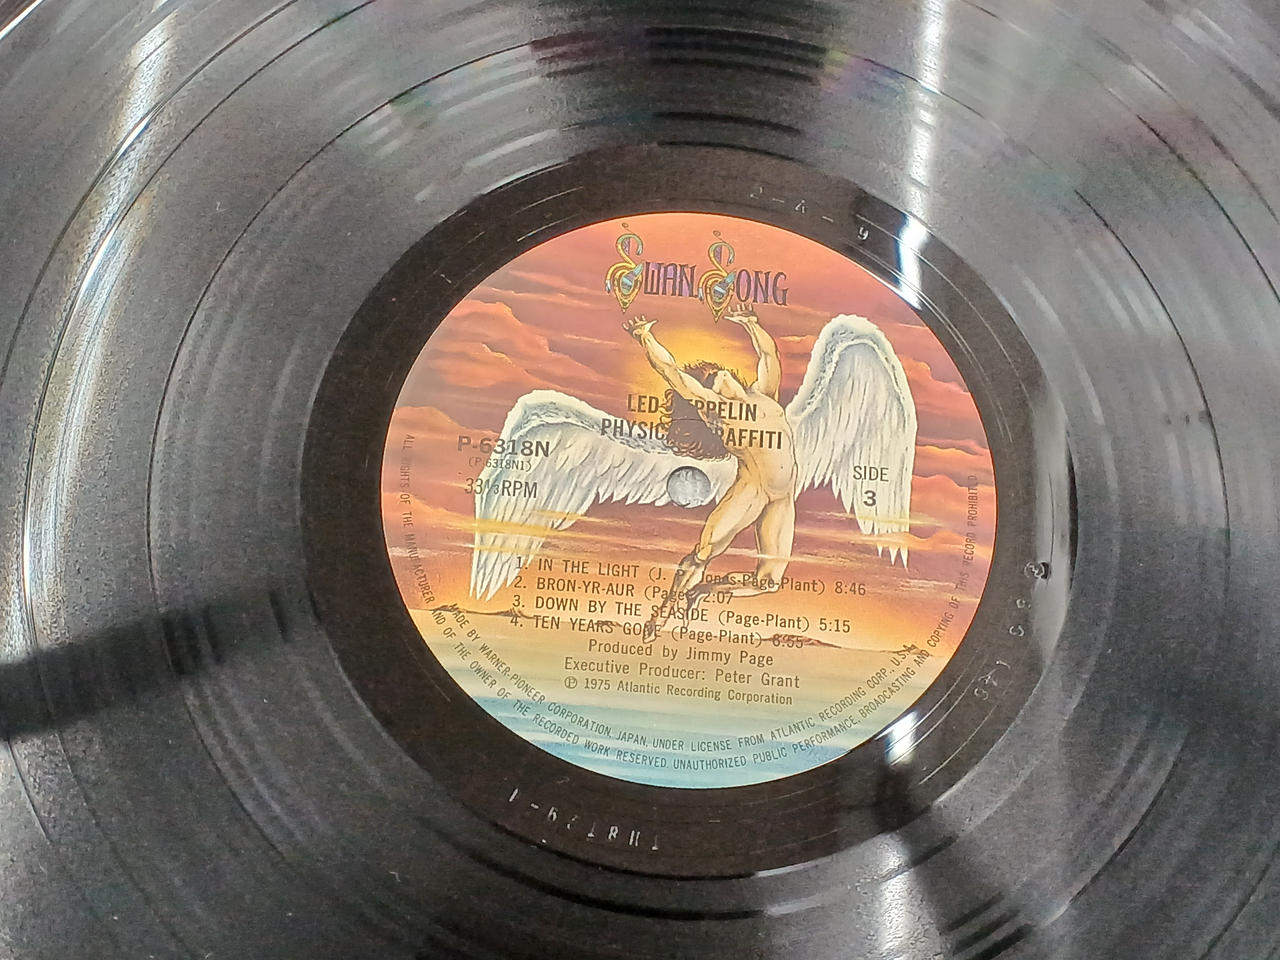 SWAN SONG
LED ZEPPELIN
PHYSICAL GRAFFITI
P-6318N
(P-6318N1)
33 1/3 RPM
SIDE
3
1. IN THE LIGHT (J. P. Jones-Page-Plant) 8:46
2. BRON-YR-AUR (Page) 2:07
3. DOWN BY THE SEASIDE (Page-Plant) 5:15
4. TEN YEARS GONE (Page-Plant) 6:55
Produced by Jimmy Page
Executive Producer: Peter Grant
Ⓟ 1975 Atlantic Recording Corporation
MADE BY WARNER-PIONEER CORPORATION, JAPAN, UNDER LICENSE FROM ATLANTIC RECORDING CORP., U.S.A.
ALL RIGHTS OF THE MANUFACTURER AND OF THE OWNER OF THE RECORDED WORK RESERVED. UNAUTHORIZED PUBLIC PERFORMANCE, BROADCASTING AND COPYING OF THIS RECORD PROHIBITED
2-A-9